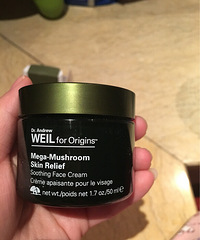 Dr. Andrew
WEIL for Origins™
Mega-Mushroom
Skin Relief
Soothing Face Cream
Crème apaisante pour le visage
net wt./poids net 1.7 oz./50 ml ℮